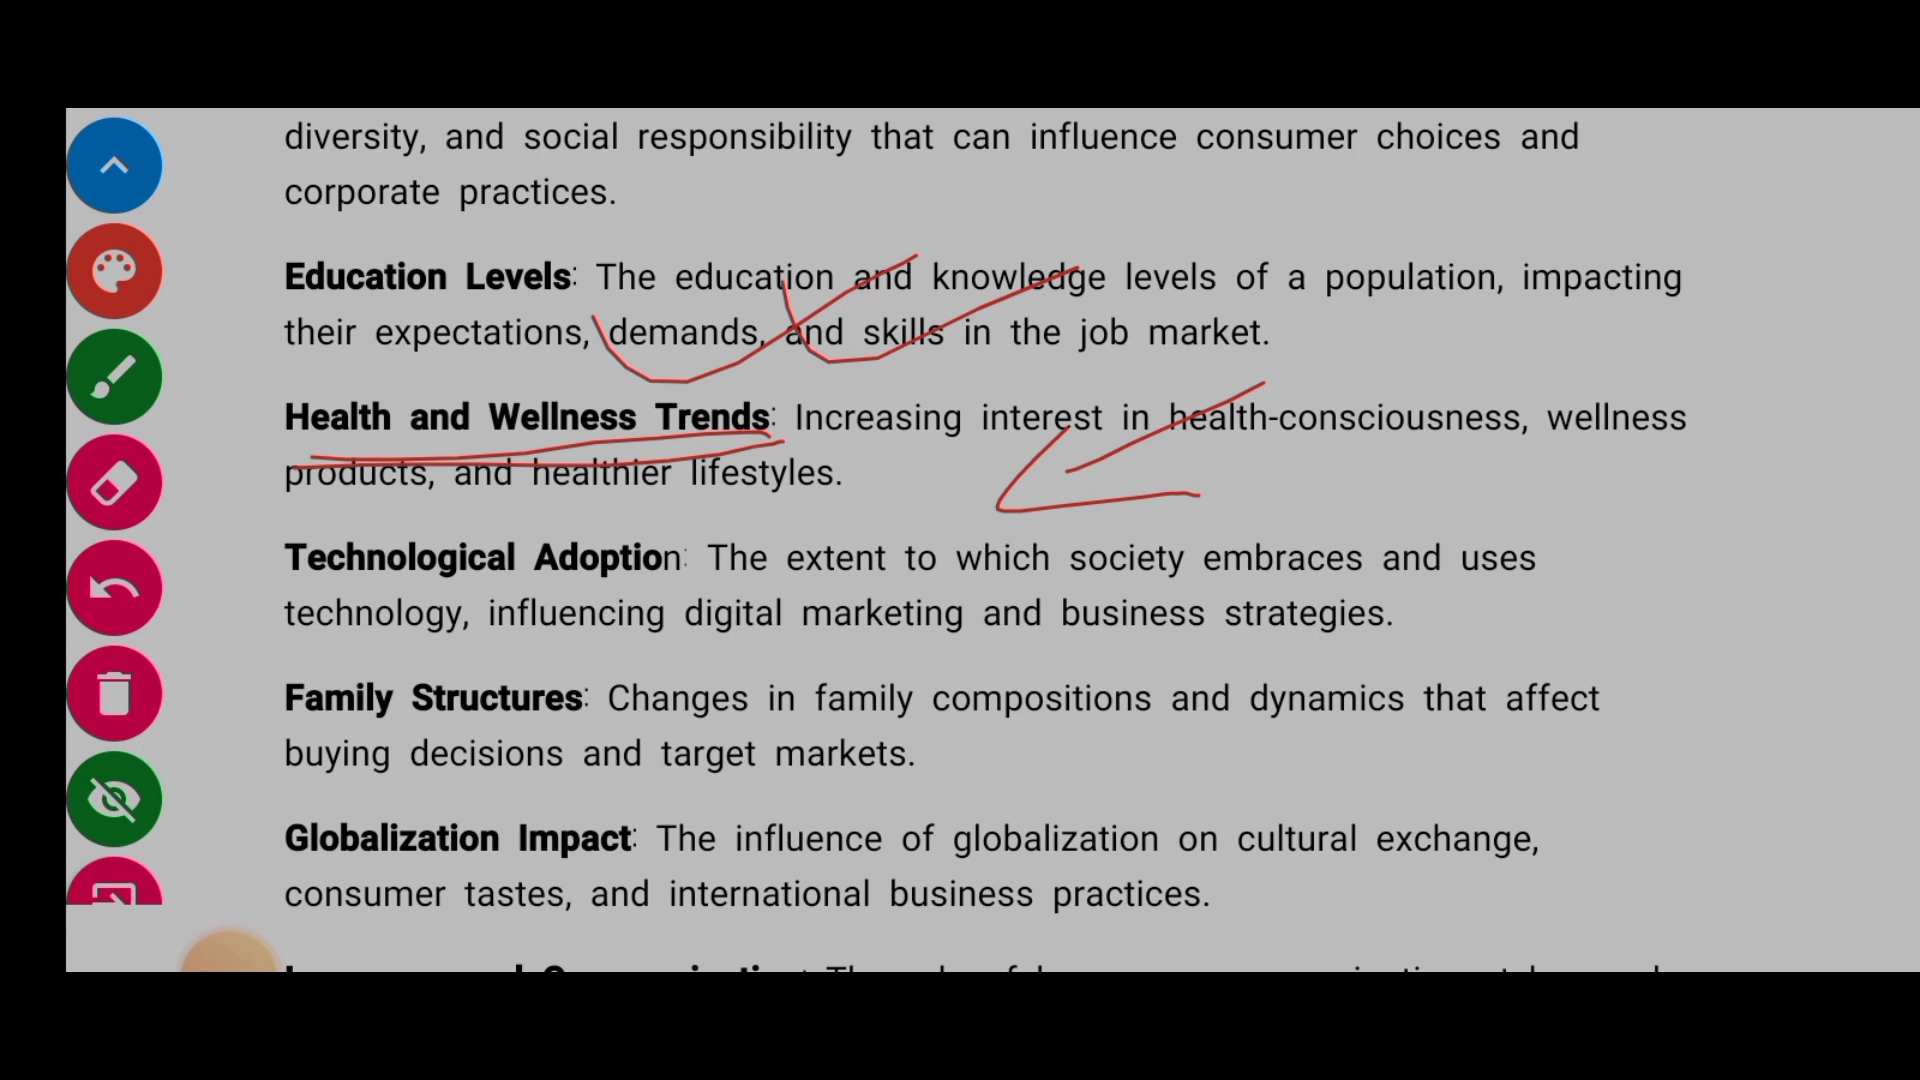 diversity, and social responsibility that can influence consumer choices and
corporate practices.
Education Levels: The education and knowledge levels of a population, impacting
their expectations, demands, and skills in the job market.
Health and Wellness Trends: Increasing interest in health-consciousness, wellness
products, and healthier lifestyles.
Technological Adoption: The extent to which society embraces and uses
technology, influencing digital marketing and business strategies.
Family Structures: Changes in family compositions and dynamics that affect
buying decisions and target markets.
Globalization Impact: The influence of globalization on cultural exchange,
consumer tastes, and international business practices.